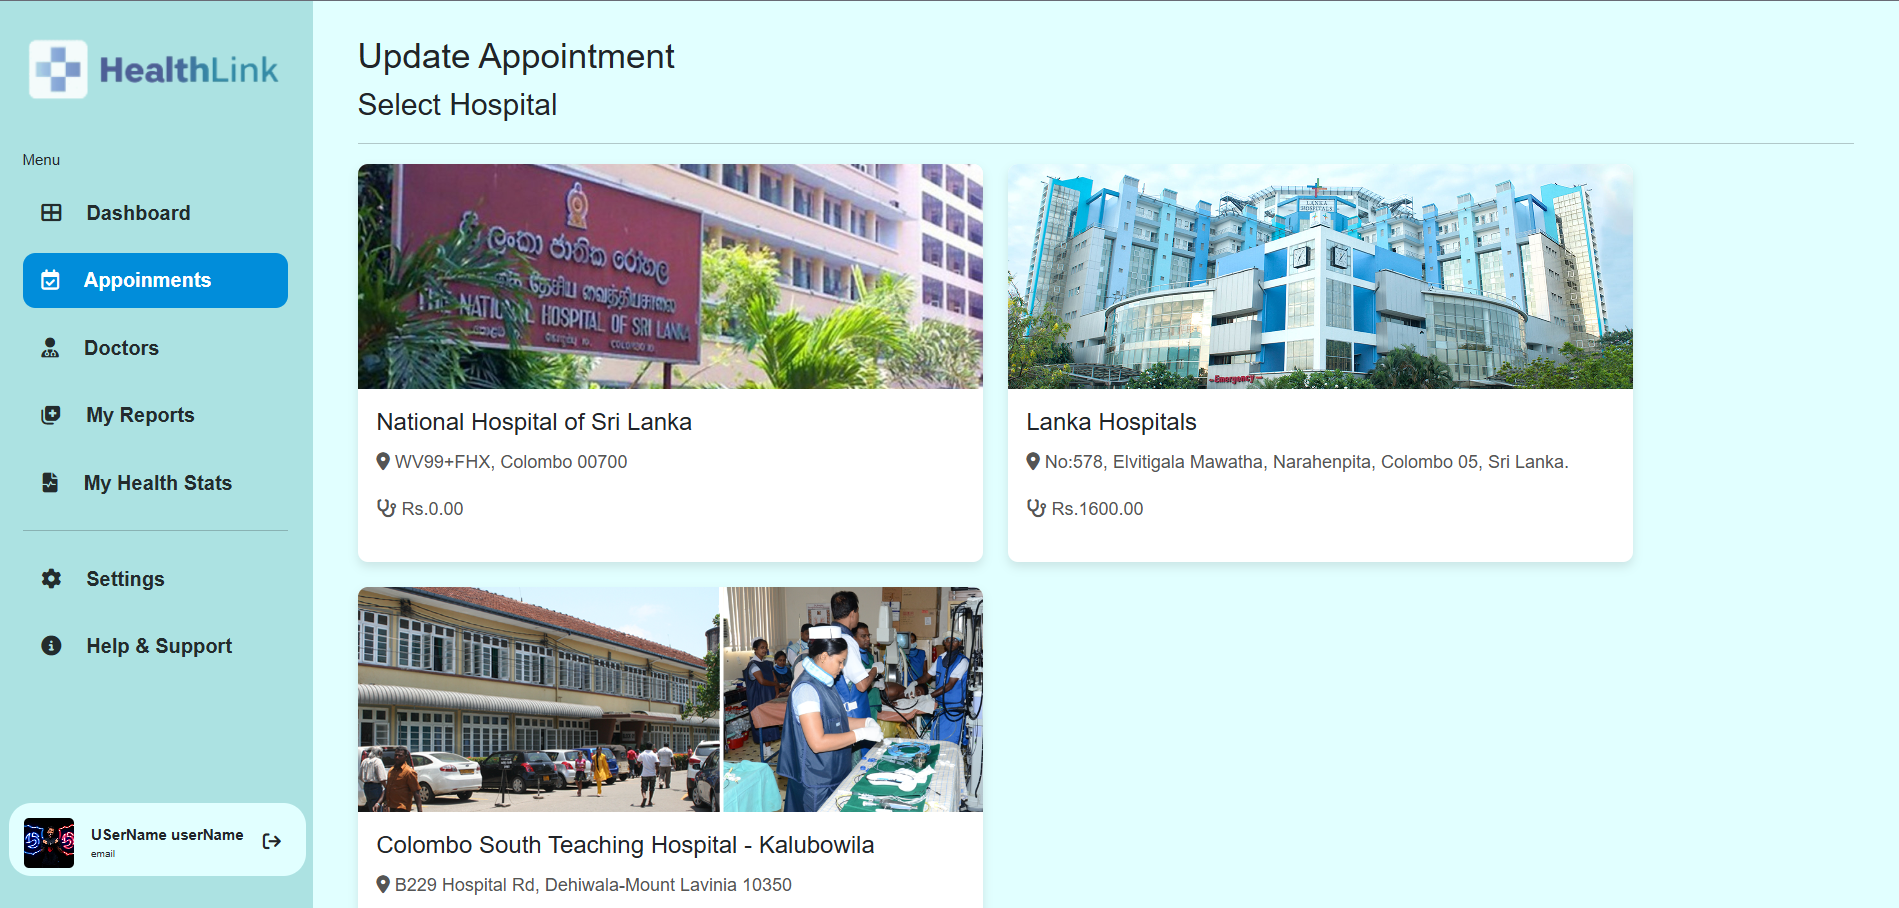 HealthLink
Menu
Dashboard
Appoinments
Doctors
My Reports
My Health Stats
Settings
Help & Support
USerName userName
email
Update Appointment
Select Hospital
ශ්‍රී ලංකා ජාතික රෝහල
தேசிய வைத்தியசாலை
THE NATIONAL HOSPITAL OF SRI LANKA
COLOMBO 10.
National Hospital of Sri Lanka
WV99+FHX, Colombo 00700
Rs.0.00
LANKA
HOSPITALS
Emergency
Lanka Hospitals
No:578, Elvitigala Mawatha, Narahenpita, Colombo 05, Sri Lanka.
Rs.1600.00
Colombo South Teaching Hospital - Kalubowila
B229 Hospital Rd, Dehiwala-Mount Lavinia 10350